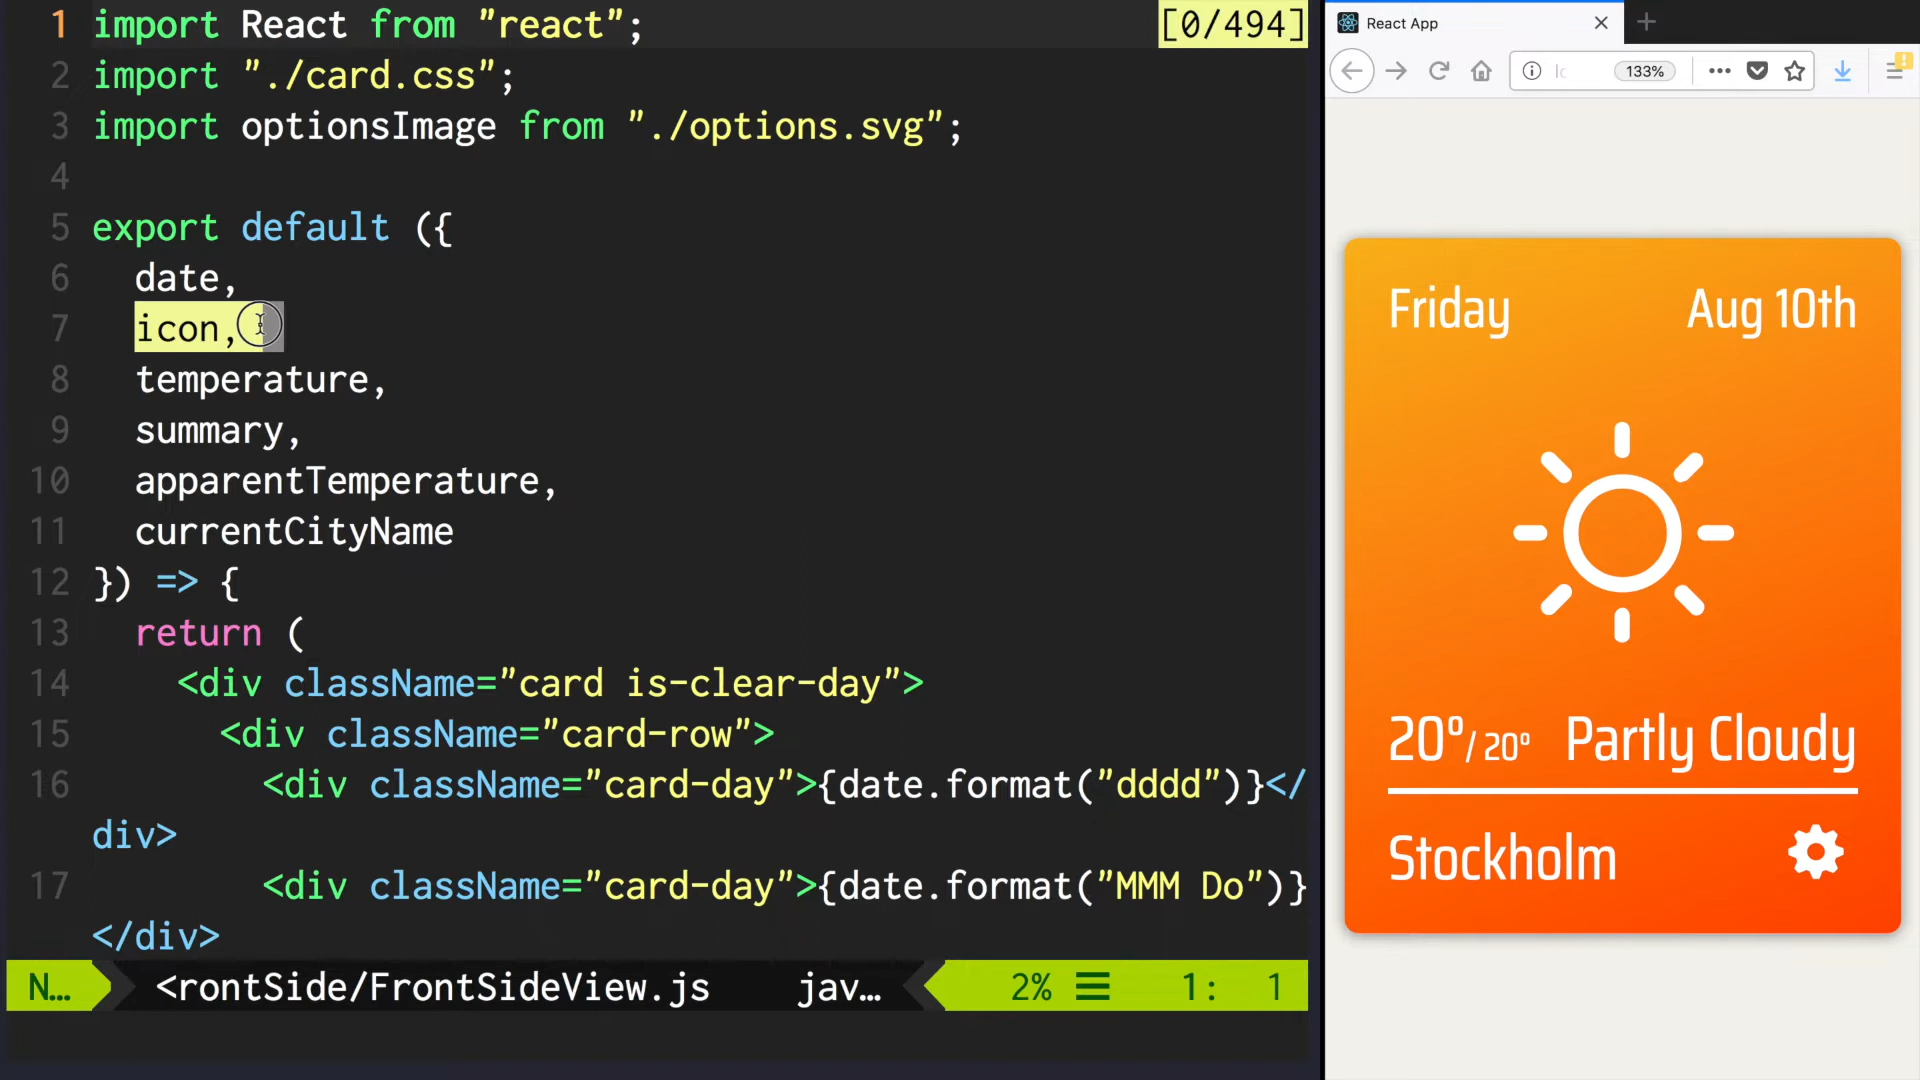 1 import React from "react"; [0/494]
2 import "./card.css";
3 import optionsImage from "./options.svg";
4
5 export default ({
6 date,
7 icon,
8 temperature,
9 summary,
10 apparentTemperature,
11 currentCityName
12 }) => {
13 return (
14 <div className="card is-clear-day">
15 <div className="card-row">
16 <div className="card-day">{date.format("dddd")}</
div>
17 <div className="card-day">{date.format("MMM Do")}
</div>
N... <rontSide/FrontSideView.js jav... 2% ☰ 1: 1
React App
133%
Friday Aug 10th
20º/ 20º Partly Cloudy
Stockholm